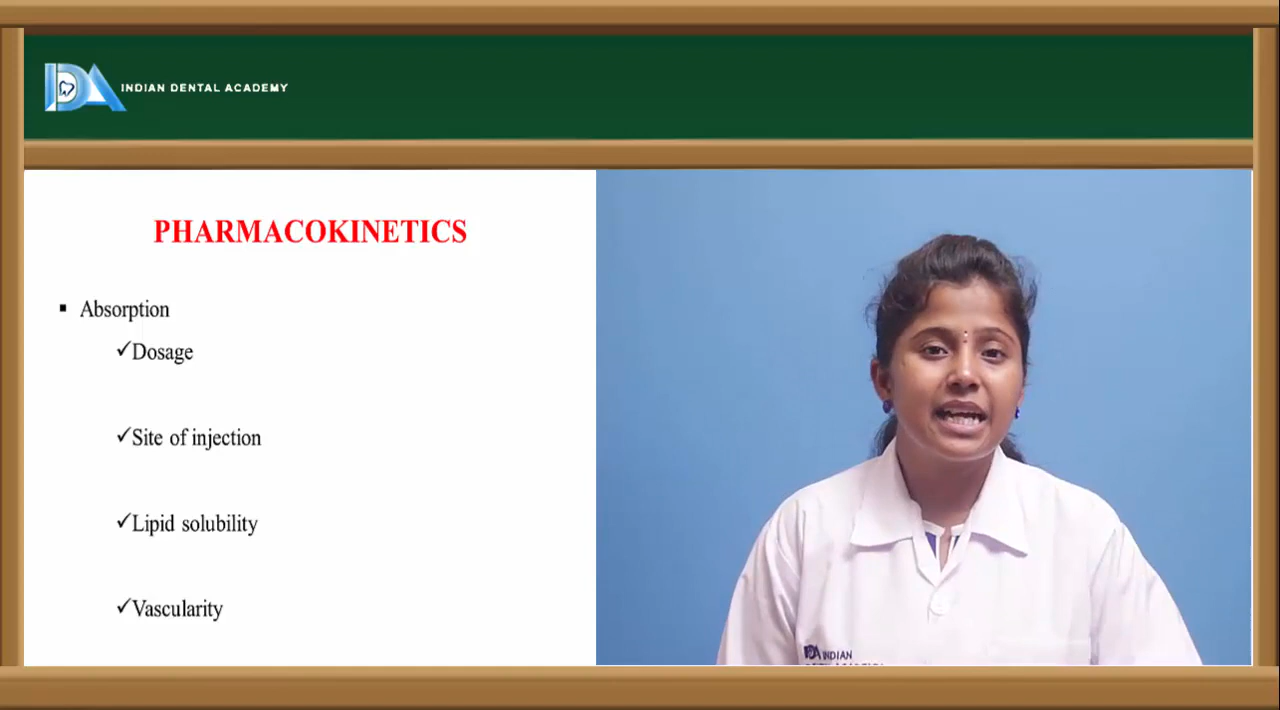 INDIAN DENTAL ACADEMY
PHARMACOKINETICS
▪ Absorption
✓Dosage
✓Site of injection
✓Lipid solubility
✓Vascularity
INDIAN